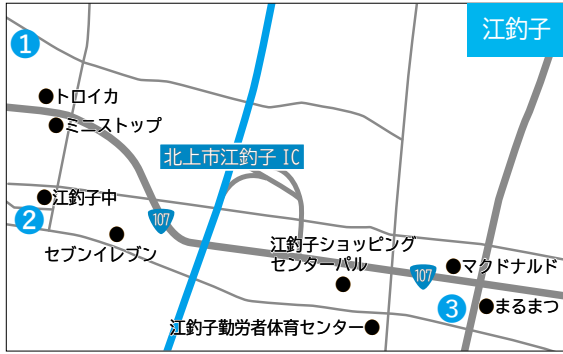 江釣子
1
トロイカ
ミニストップ
北上市江釣子 IC
江釣子中
2
107
セブンイレブン
江釣子ショッピング
センターパル
マクドナルド
107
3
まるまつ
江釣子勤労者体育センター